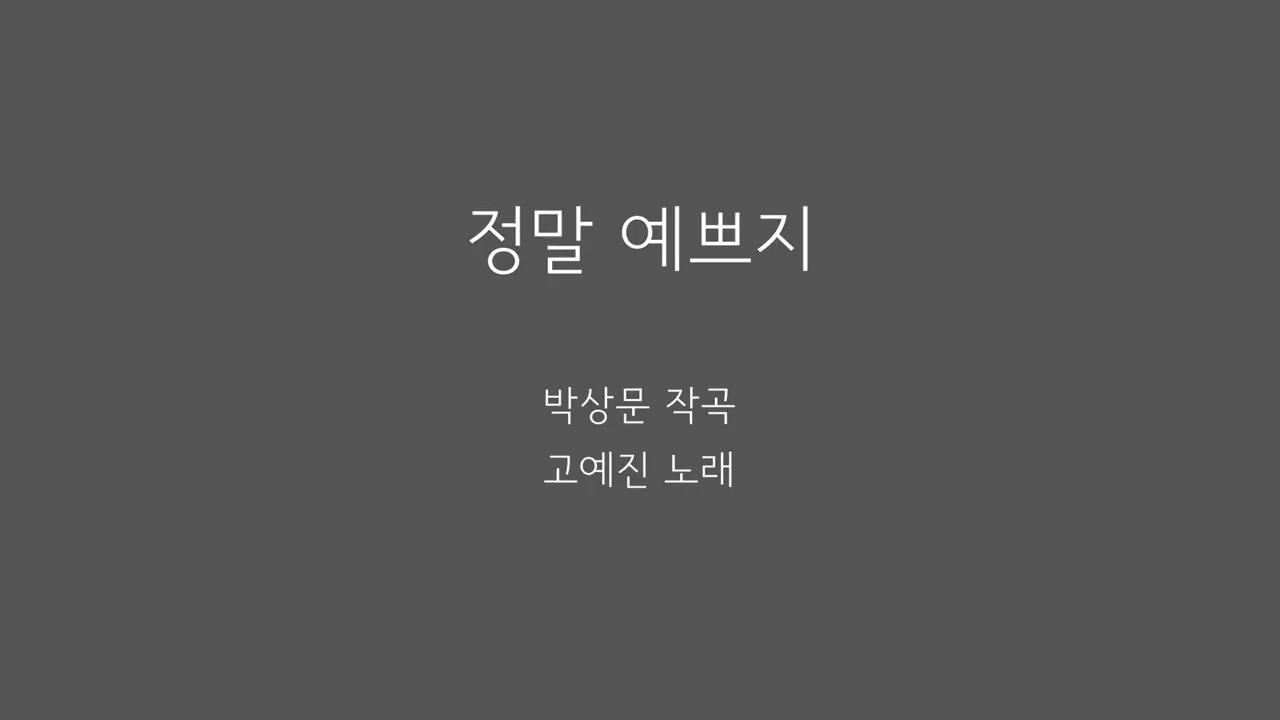 정말 예쁘지
박상문 작곡
고예진 노래